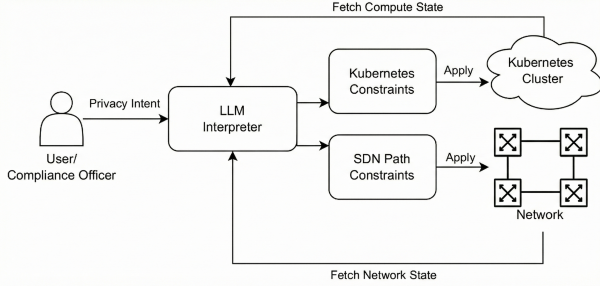 Fetch Compute State
Privacy Intent
User/
Compliance Officer
LLM
Interpreter
Kubernetes
Constraints
Apply
Kubernetes
Cluster
SDN Path
Constraints
Apply
Network
Fetch Network State